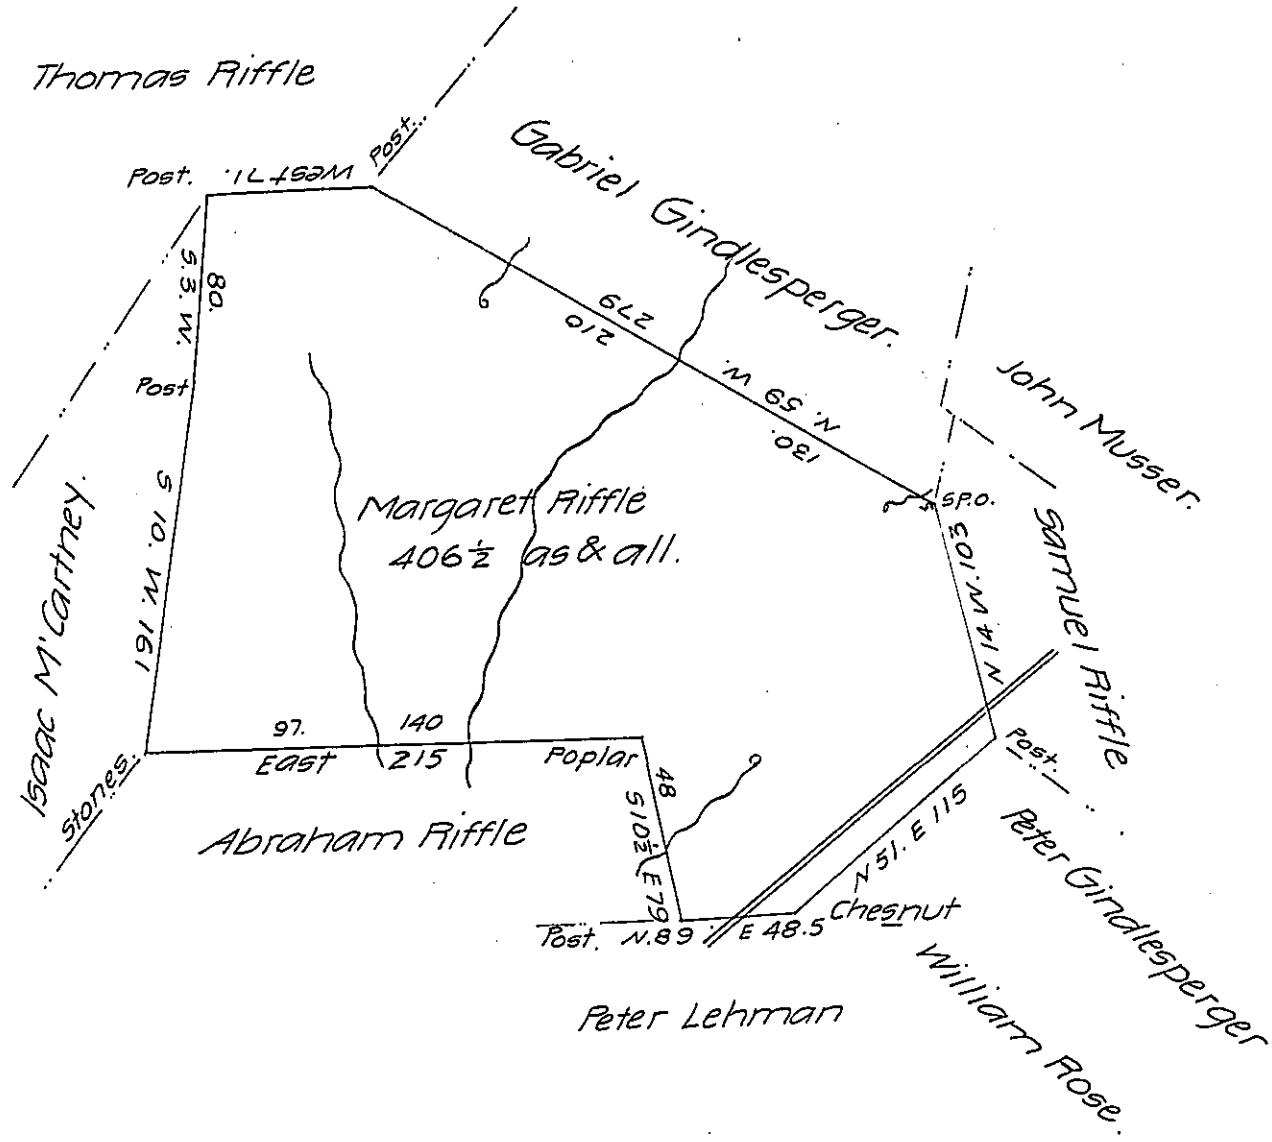 Thomas Riffle
Post.
West 71.
Post...
Gabriel Gindlesperger.
S. 3. W.
80.
279
210
N. 59 W.
130.
John Musser.
Post
SP.O.
Margaret Riffle
406½ as & all.
S 10. W. 161
Isaac M'Cartney.
N 14 W. 103
Samuel Riffle
97.
140
East
215
Poplar
Stones.
Post.
Abraham Riffle
48
S 10½ E 79
N 51. E 115
Peter Gindlesperger
Chesnut
Post.
N. 89 E 48.5
William Rose.
Peter Lehman